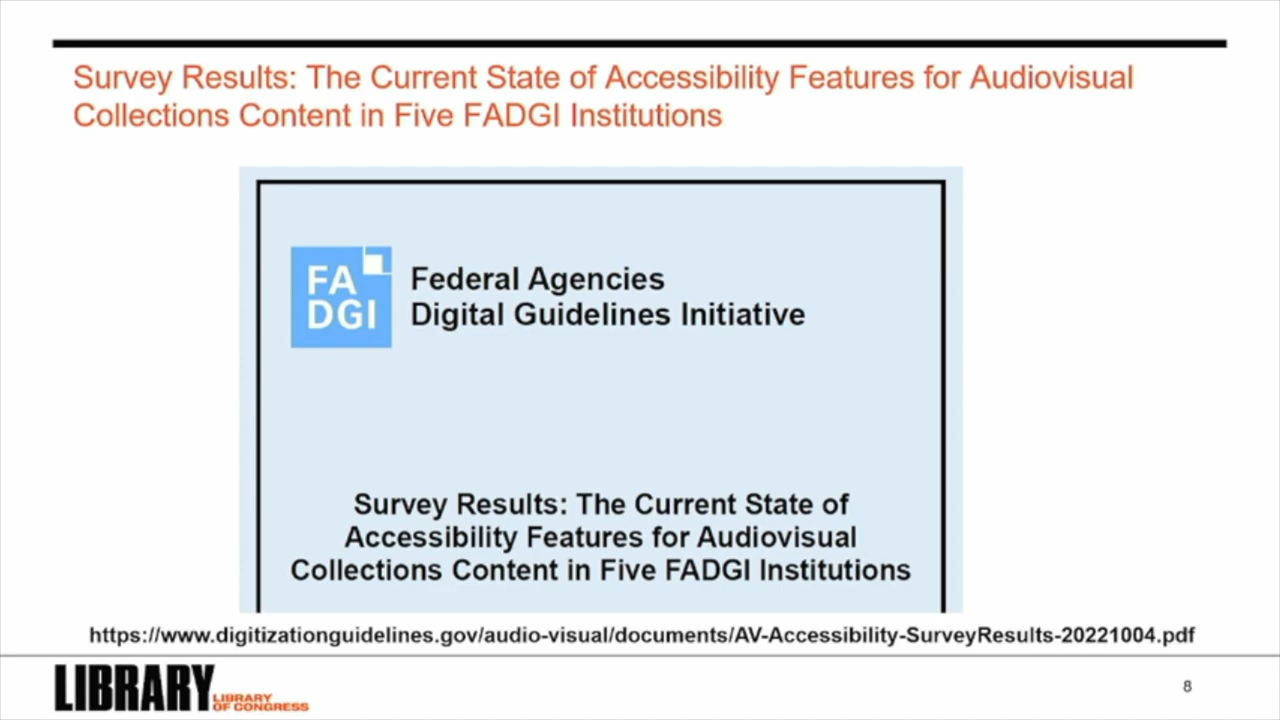 Survey Results: The Current State of Accessibility Features for Audiovisual
Collections Content in Five FADGI Institutions
FA
DGI
Federal Agencies
Digital Guidelines Initiative
Survey Results: The Current State of
Accessibility Features for Audiovisual
Collections Content in Five FADGI Institutions
https://www.digitizationguidelines.gov/audio-visual/documents/AV-Accessibility-SurveyResults-20221004.pdf
LIBRARY
LIBRARY
OF CONGRESS
8